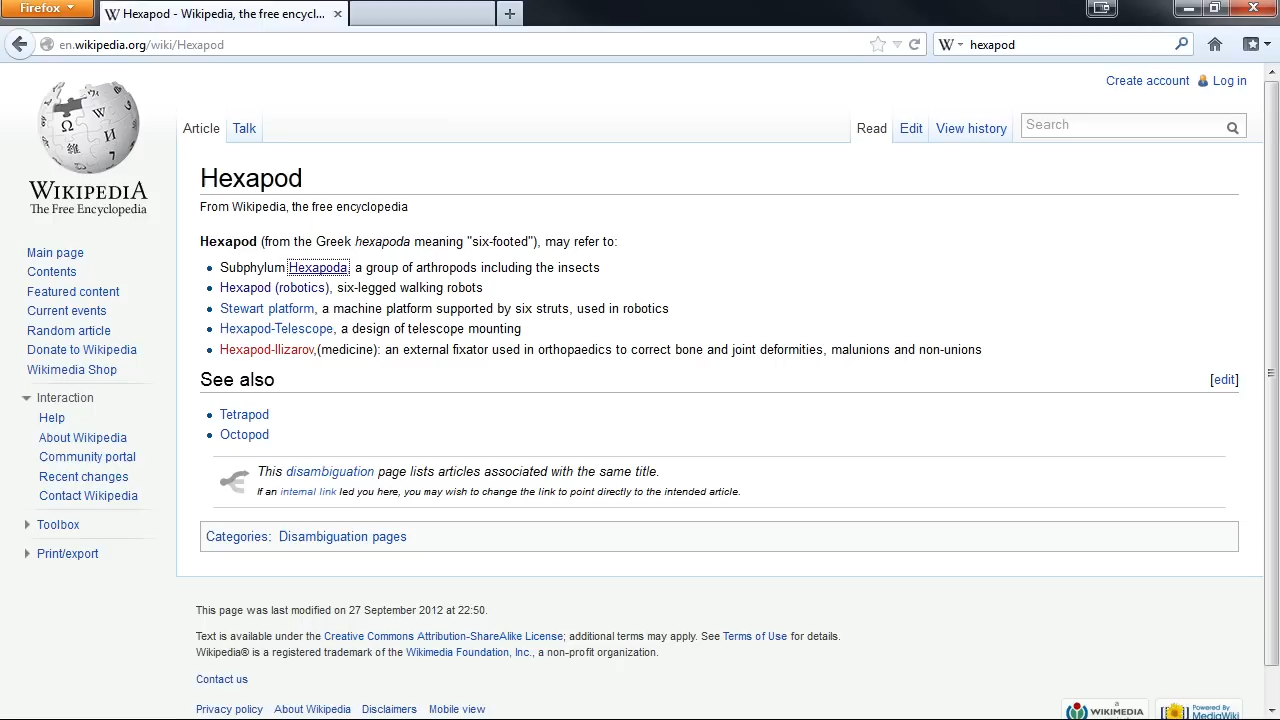 Firefox
Hexapod - Wikipedia, the free encycl...
en.wikipedia.org/wiki/Hexapod
hexapod
Create account
Log in
Article
Talk
Read
Edit
View history
Search
WIKIPEDIA
The Free Encyclopedia
Main page
Contents
Featured content
Current events
Random article
Donate to Wikipedia
Wikimedia Shop
Interaction
Help
About Wikipedia
Community portal
Recent changes
Contact Wikipedia
Toolbox
Print/export
Hexapod
From Wikipedia, the free encyclopedia
Hexapod (from the Greek hexapoda meaning "six-footed"), may refer to:
Subphylum Hexapoda, a group of arthropods including the insects
Hexapod (robotics), six-legged walking robots
Stewart platform, a machine platform supported by six struts, used in robotics
Hexapod-Telescope, a design of telescope mounting
Hexapod-Ilizarov,(medicine): an external fixator used in orthopaedics to correct bone and joint deformities, malunions and non-unions
See also
[edit]
Tetrapod
Octopod
This disambiguation page lists articles associated with the same title.
If an internal link led you here, you may wish to change the link to point directly to the intended article.
Categories: Disambiguation pages
This page was last modified on 27 September 2012 at 22:50.
Text is available under the Creative Commons Attribution-ShareAlike License; additional terms may apply. See Terms of Use for details.
Wikipedia® is a registered trademark of the Wikimedia Foundation, Inc., a non-profit organization.
Contact us
Privacy policy
About Wikipedia
Disclaimers
Mobile view
a
WIKIMEDIA
Powered By
MediaWiki